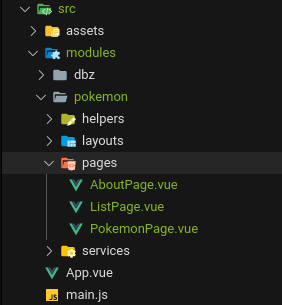 src
assets
modules
dbz
pokemon
helpers
layouts
pages
AboutPage.vue
ListPage.vue
PokemonPage.vue
services
App.vue
JS main.js